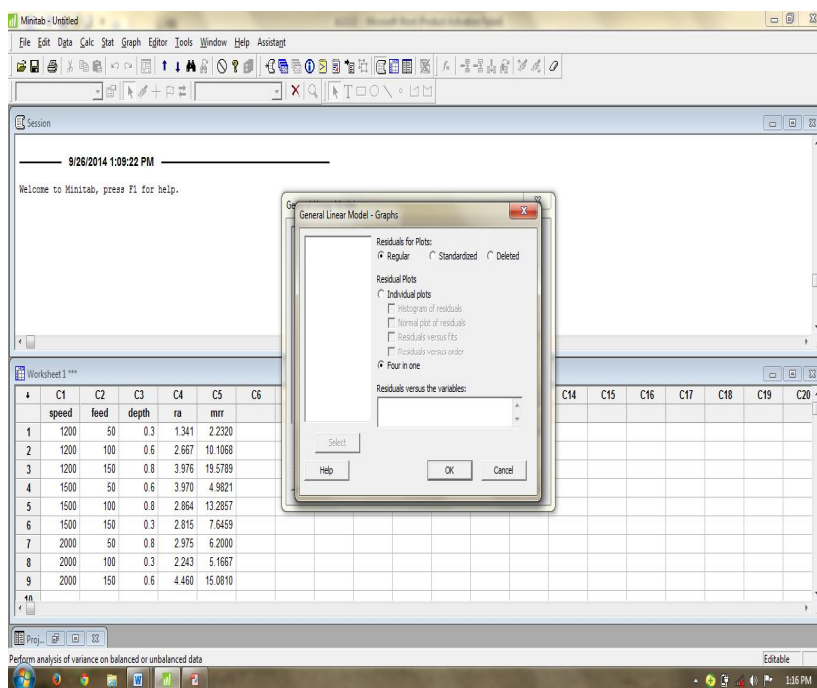 Minitab - Untitled
File Edit Data Calc Stat Graph Editor Tools Window Help Assistant
Session
9/26/2014 1:09:22 PM
Welcome to Minitab, press F1 for help.
General Linear Model - Graphs
Residuals for Plots:
Regular Standardized Deleted
Residual Plots
Individual plots
Histogram of residuals
Normal plot of residuals
Residuals versus fits
Residuals versus order
Four in one
Residuals versus the variables:
Select
Help OK Cancel
Worksheet 1 ***
C1 C2 C3 C4 C5 C6 C14 C15 C16 C17 C18 C19 C20
speed feed depth ra mrr
1 1200 50 0.3 1.341 2.2320
2 1200 100 0.6 2.667 10.1068
3 1200 150 0.8 3.976 19.5789
4 1500 50 0.6 3.970 4.9821
5 1500 100 0.8 2.864 13.2857
6 1500 150 0.3 2.815 7.6459
7 2000 50 0.8 2.975 6.2000
8 2000 100 0.3 2.243 5.1667
9 2000 150 0.6 4.460 15.0810
10
Proj...
Perform analysis of variance on balanced or unbalanced data Editable
1:16 PM